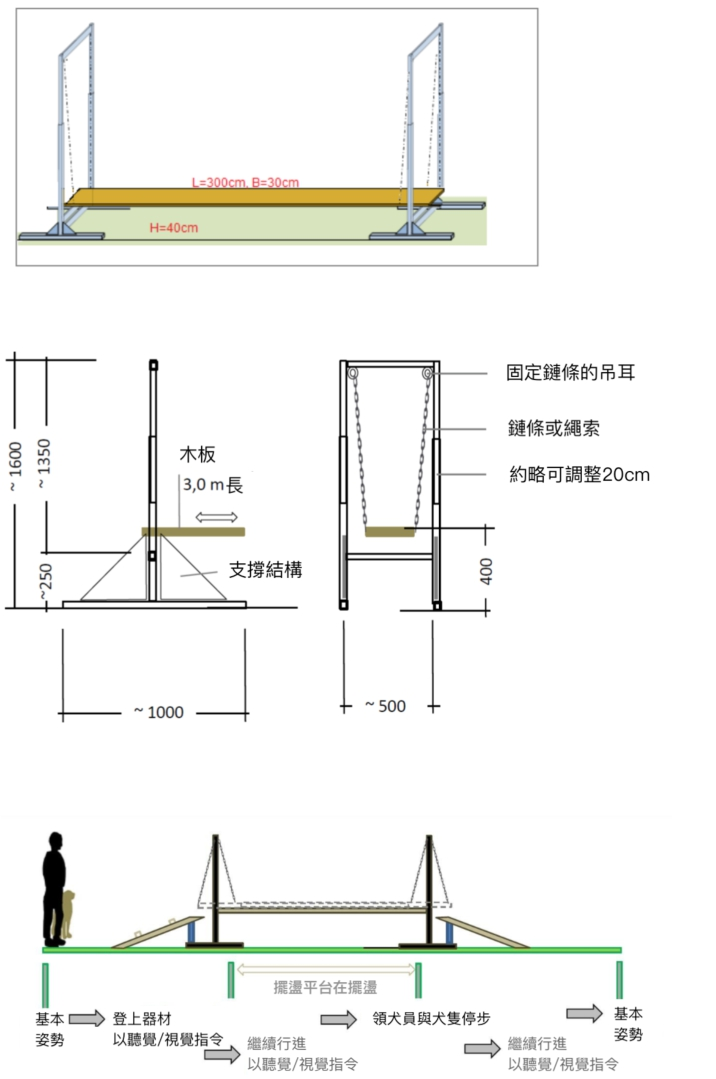 L=300cm, B=30cm
H=40cm
固定鏈條的吊耳
鏈條或繩索
約略可調整20cm
木板
3,0 m長
支撐結構
~ 1600
~ 1350
~250
400
~ 1000
~ 500
擺盪平台在擺盪
基本
姿勢
登上器材
以聽覺/視覺指令
繼續行進
以聽覺/視覺指令
領犬員與犬隻停步
繼續行進
以聽覺/視覺指令
基本
姿勢